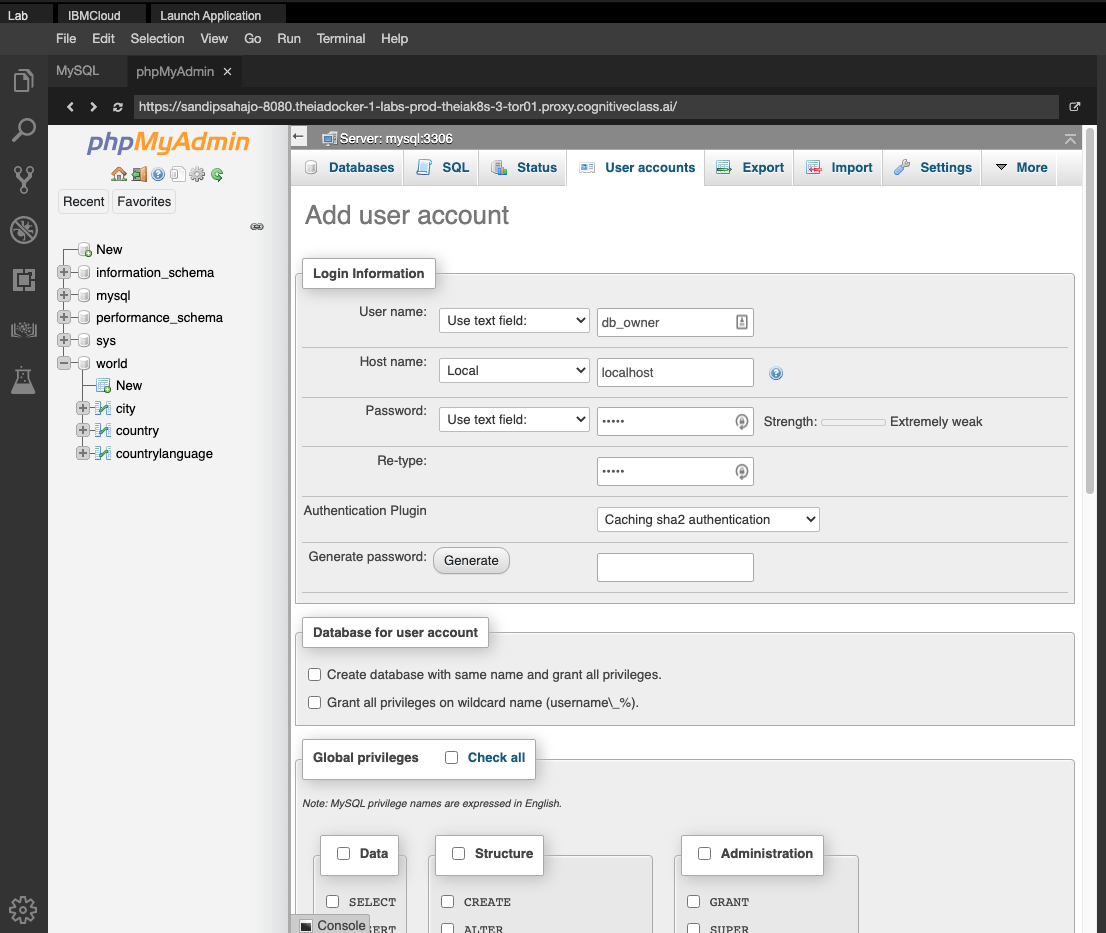 Lab IBMCloud Launch Application
File Edit Selection View Go Run Terminal Help
MySQL phpMyAdmin ×
https://sandipsahajo-8080.theiadocker-1-labs-prod-theiak8s-3-tor01.proxy.cognitiveclass.ai/
phpMyAdmin
Recent Favorites
New
information_schema
mysql
performance_schema
sys
world
New
city
country
countrylanguage
Server: mysql:3306
Databases SQL Status User accounts Export Import Settings More
Add user account
Login Information
User name: Use text field: db_owner
Host name: Local localhost
Password: Use text field: ····· Strength: Extremely weak
Re-type: ·····
Authentication Plugin Caching sha2 authentication
Generate password: Generate
Database for user account
Create database with same name and grant all privileges.
Grant all privileges on wildcard name (username\_%).
Global privileges Check all
Note: MySQL privilege names are expressed in English.
Data Structure Administration
SELECT CREATE GRANT
ALTER SUPER
Console